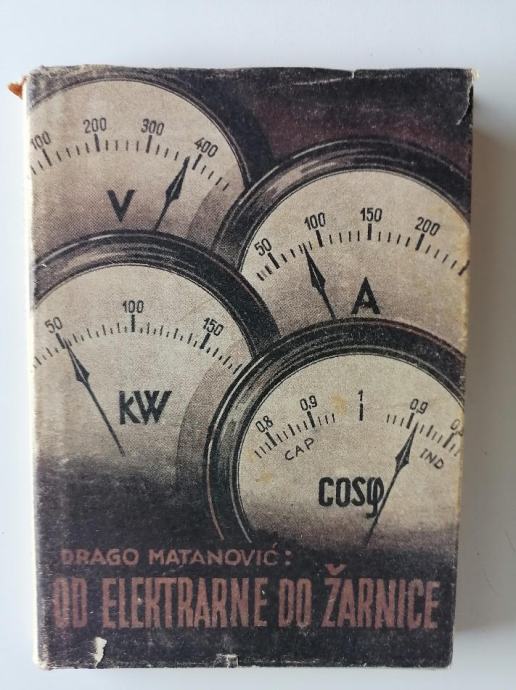 100 200 300 400
V
50 100 150 200
A
50 100 150
KW
0,8 0,9 1 0,9
CAP IND
COSφ
DRAGO MATANOVIĆ:
OD ELEKTRARNE DO ŽARNICE